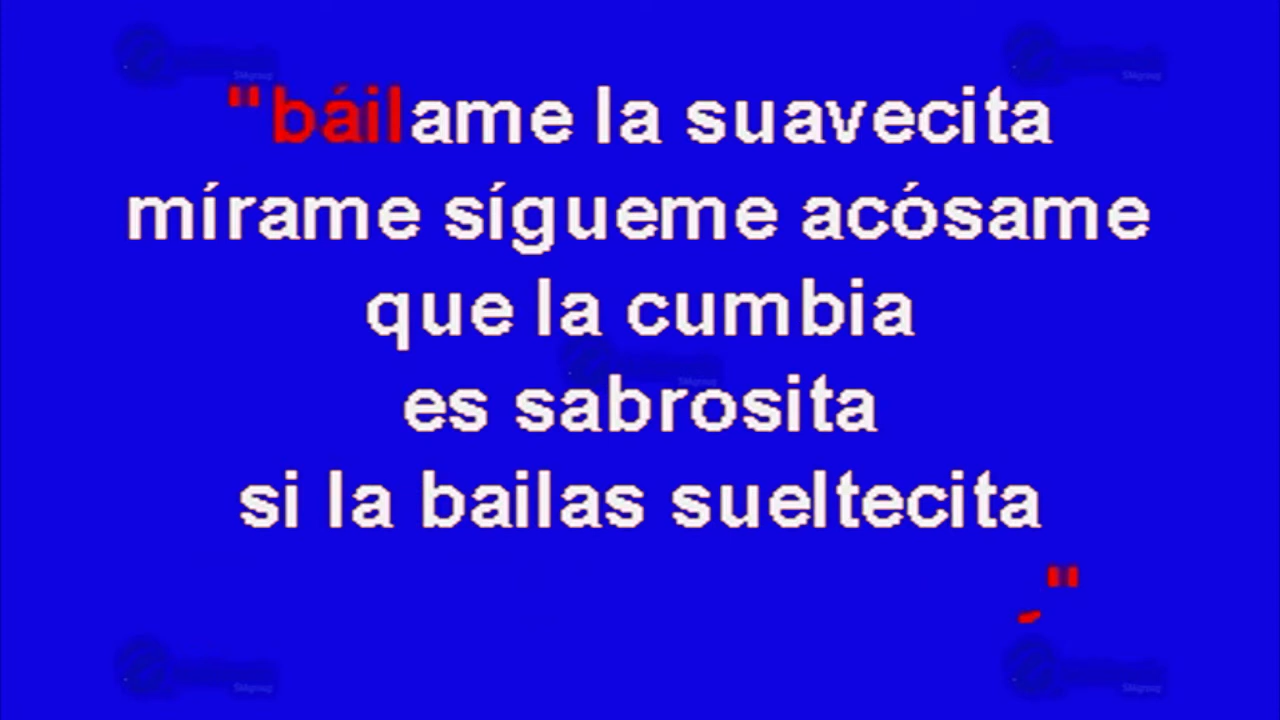 "báilame la suavecita
mírame sígueme acósame
que la cumbia
es sabrosita
si la bailas sueltecita
"